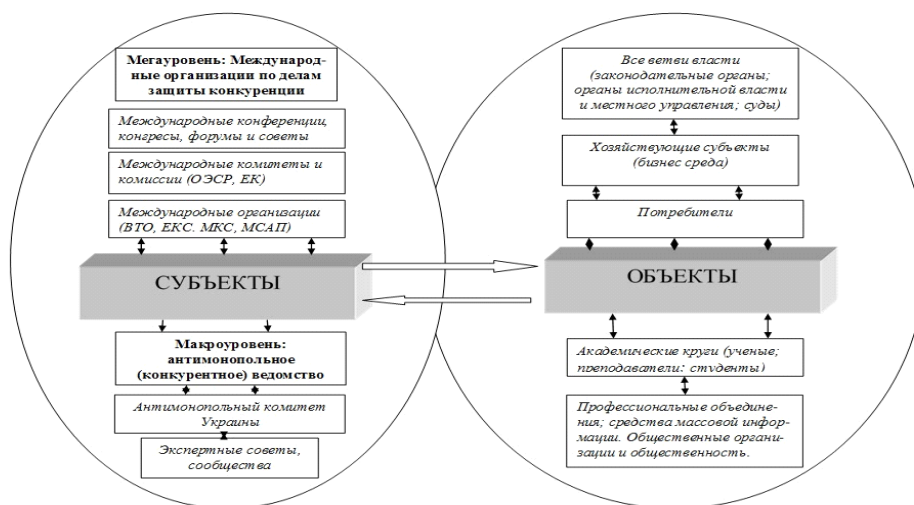 Мегауровень: Международ-
ные организации по делам
защиты конкуренции
Международные конференции,
конгресы, форумы и советы
Международные комитеты и
комиссии (ОЭСР, ЕК)
Международные организации
(ВТО, ЕКС. МКС, МСАП)
СУБЪЕКТЫ
Макроуровень:
антимонопольное
(конкурентное) ведомство
Антимонопольный комитет
Украины
Экспертные советы,
сообщества
Все ветви власти
(законодательные органы;
органы исполнительной власти
и местного управления; суды)
Хозяйствующие субъекты
(бизнес среда)
Потребители
ОБЪЕКТЫ
Академические круги (ученые;
преподаватели; студенты)
Профессиональные объедине-
ния; средства массовой инфор-
мации. Общественные органи-
зации и общественность.